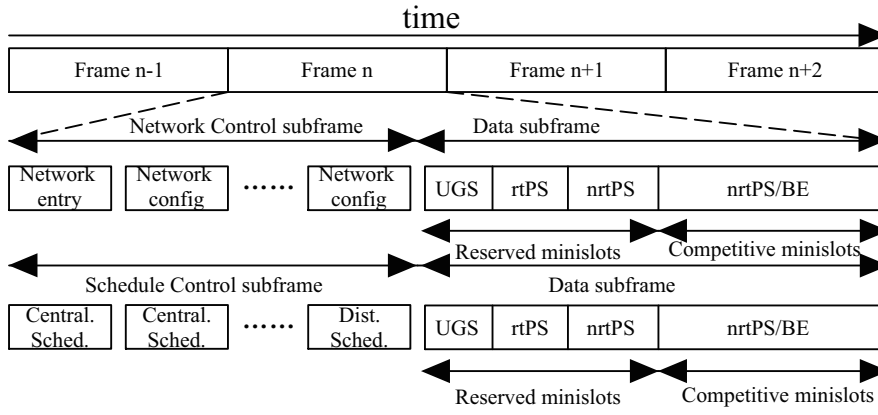 time
Frame n-1 Frame n Frame n+1 Frame n+2
Network Control subframe Data subframe
Network entry Network config ...... Network config UGS rtPS nrtPS nrtPS/BE
Reserved minislots Competitive minislots
Schedule Control subframe Data subframe
Central. Sched. Central. Sched. ...... Dist. Sched. UGS rtPS nrtPS nrtPS/BE
Reserved minislots Competitive minislots